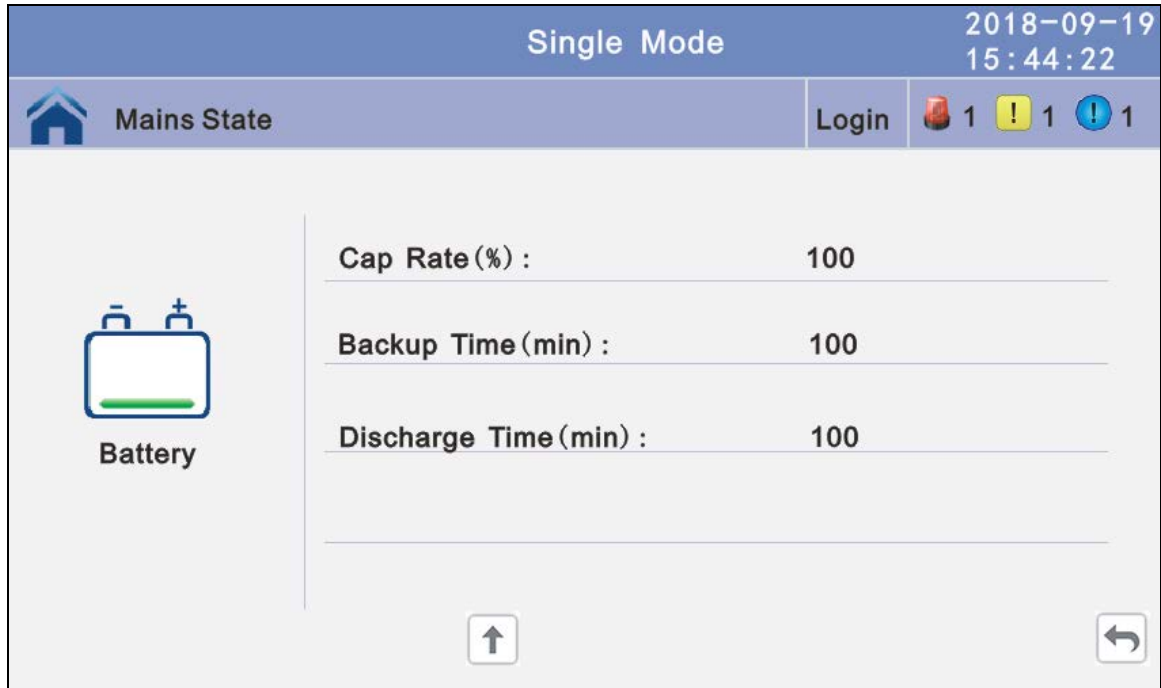 Single Mode
2018-09-19
15:44:22
Mains State
Login
1
! 1
! 1
Cap Rate(%): 100
Backup Time(min): 100
Discharge Time(min): 100
- +
Battery